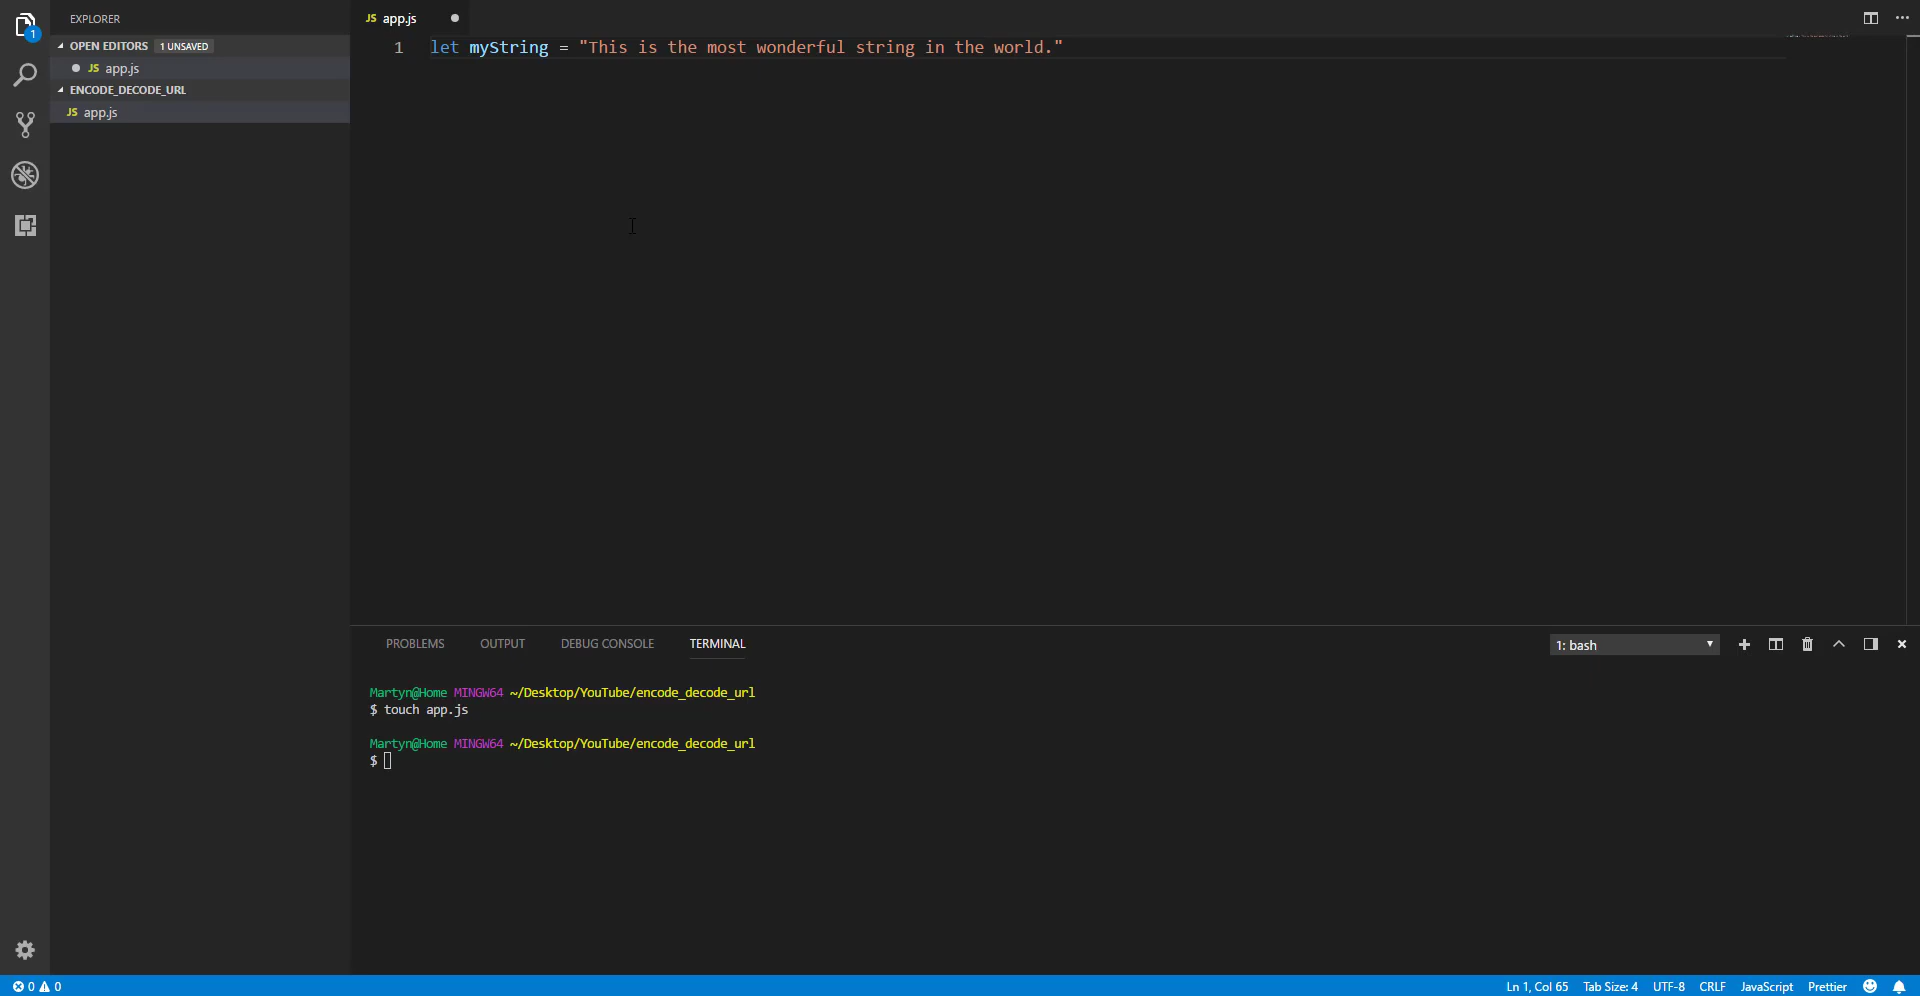 EXPLORER
1
OPEN EDITORS 1 UNSAVED
JS app.js
ENCODE_DECODE_URL
JS app.js
JS app.js
1 let myString = "This is the most wonderful string in the world."
PROBLEMS OUTPUT DEBUG CONSOLE TERMINAL
1: bash
Martyn@Home MINGW64 ~/Desktop/YouTube/encode_decode_url
$ touch app.js
Martyn@Home MINGW64 ~/Desktop/YouTube/encode_decode_url
$
0 0 Ln 1, Col 65 Tab Size: 4 UTF-8 CRLF JavaScript Prettier